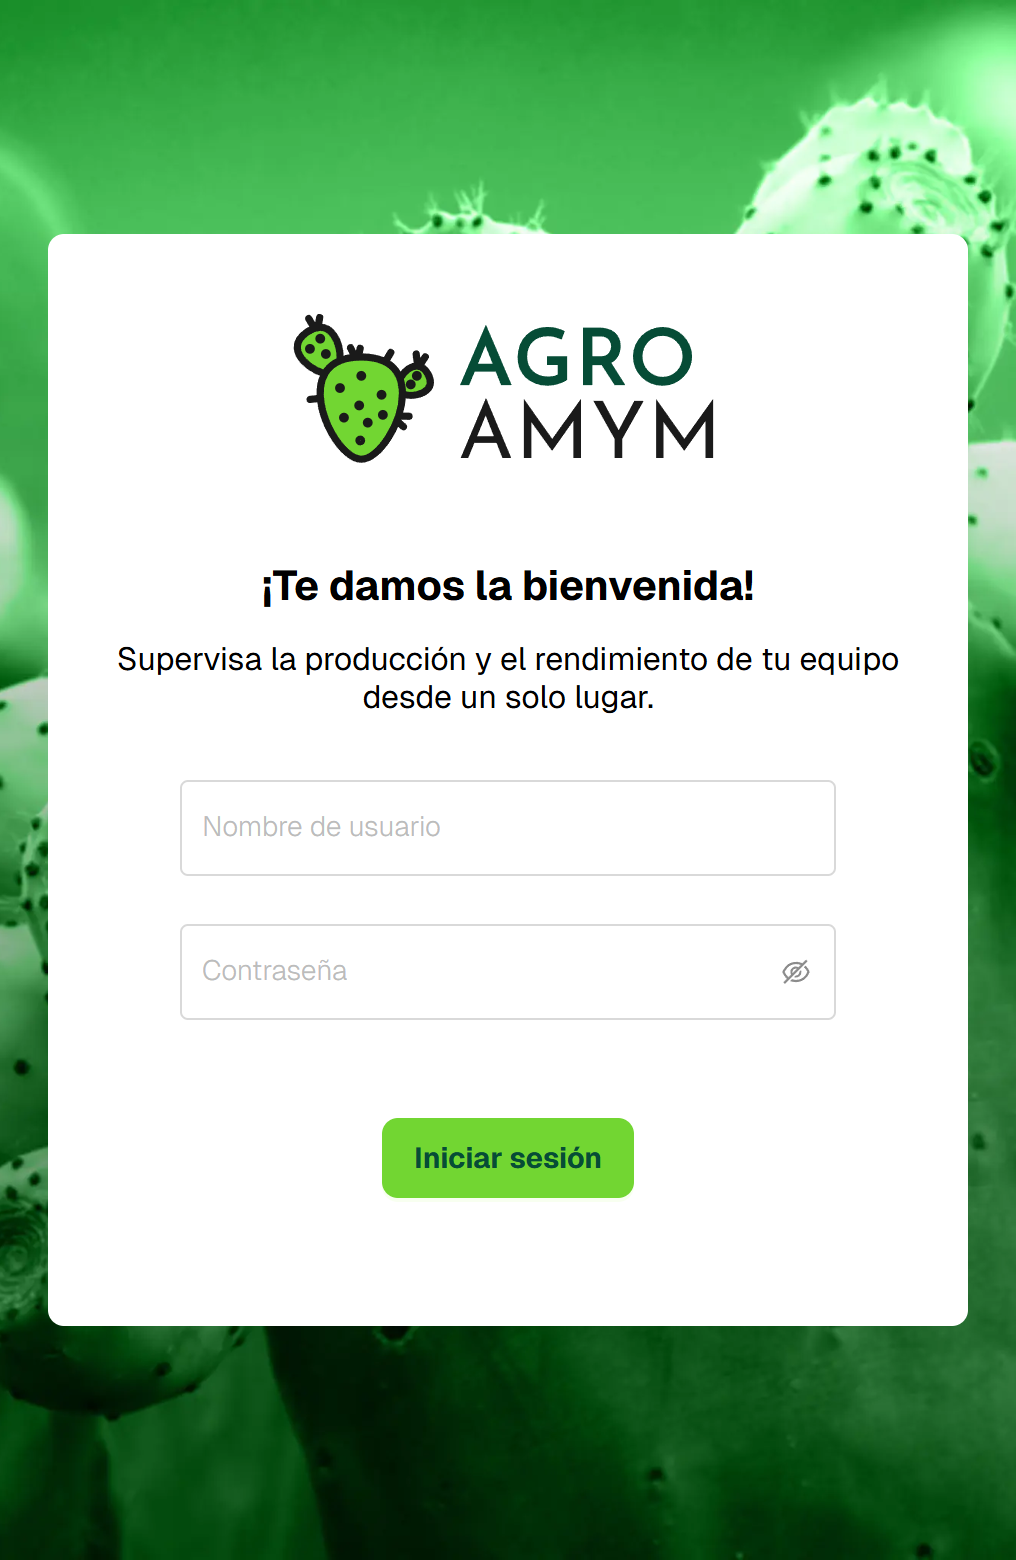 AGRO
AMYM
¡Te damos la bienvenida!
Supervisa la producción y el rendimiento de tu equipo
desde un solo lugar.
Nombre de usuario
Contraseña
Iniciar sesión